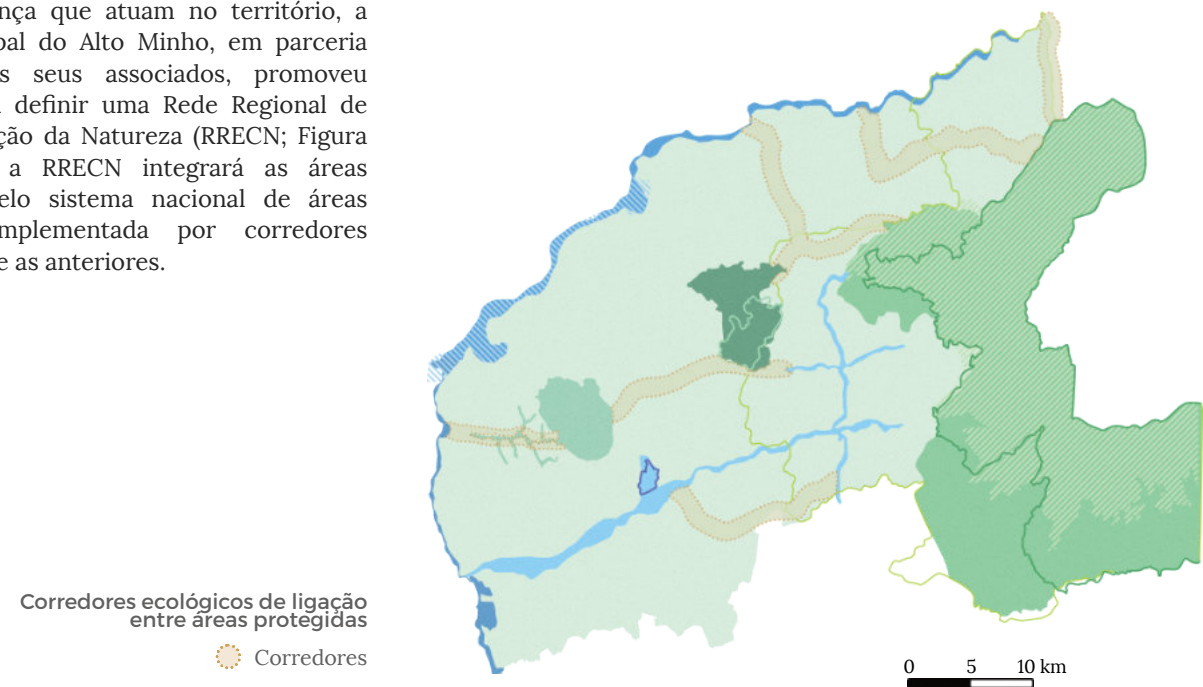 nça que atuam no território, a
pal do Alto Minho, em parceria
s seus associados, promoveu
definir uma Rede Regional de
ção da Natureza (RRECN; Figura
a RRECN integrará as áreas
elo sistema nacional de áreas
mplementada por corredores
e as anteriores.
Corredores ecológicos de ligação
entre áreas protegidas
Corredores
0 5 10 km